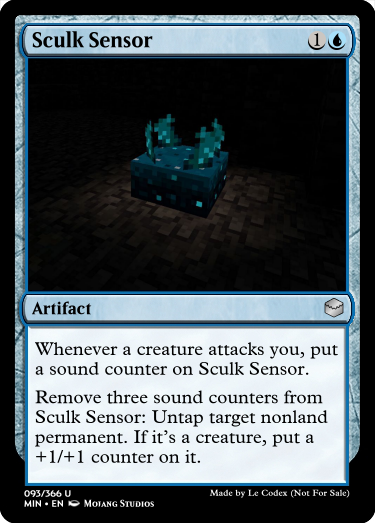 Sculk Sensor 1
Artifact
Whenever a creature attacks you, put
a sound counter on Sculk Sensor.
Remove three sound counters from
Sculk Sensor: Untap target nonland
permanent. If it's a creature, put a
+1/+1 counter on it.
093/366 U Made by Le Codex (Not For Sale)
MIN • EN Mojang Studios